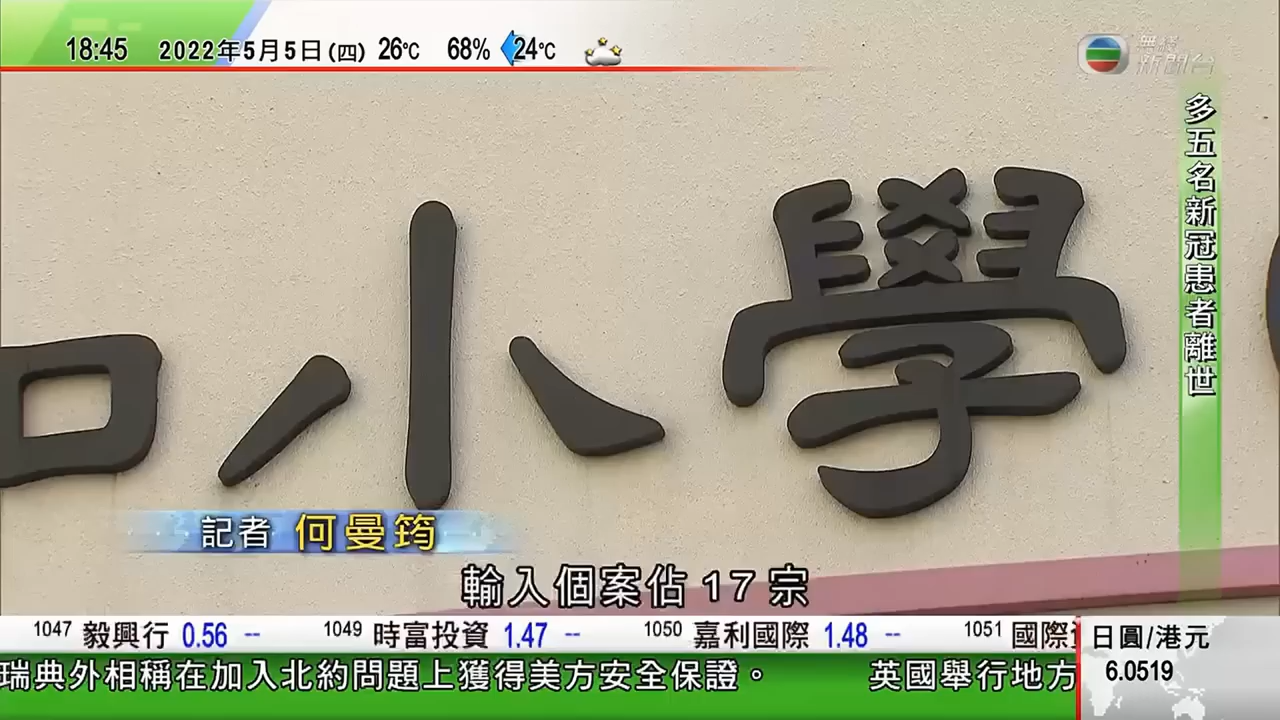 18:45 2022年5月5日(四) 26℃ 68% 24℃
無綫
新聞台
多五名新冠患者離世
小學
記者 何曼筠
輸入個案佔 17 宗
1047 毅興行 0.56 -- 1049 時富投資 1.47 -- 1050 嘉利國際 1.48 -- 1051 國際
日圓/港元
6.0519
瑞典外相稱在加入北約問題上獲得美方安全保證。 英國舉行地方